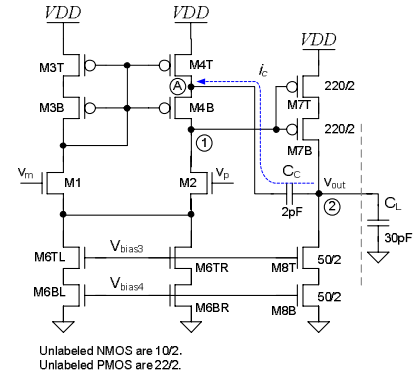 VDD VDD
VDD
M3T M4T
A
i_c
M7T 220/2
M3B M4B
1
M7B 220/2
V_m M1 M2 V_p
C_C
2pF
V_out
2
C_L
30pF
M6TL V_bias3 M6TR M8T 50/2
M6BL V_bias4 M6BR M8B 50/2
Unlabeled NMOS are 10/2.
Unlabeled PMOS are 22/2.